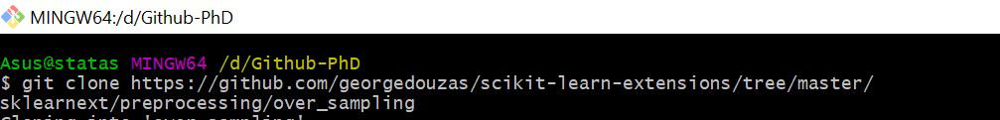 MINGW64:/d/Github-PhD
Asus@statas MINGW64 /d/Github-PhD
$ git clone https://github.com/georgedouzas/scikit-learn-extensions/tree/master/
sklearnext/preprocessing/over_sampling
Cloning into 'over_sampling'